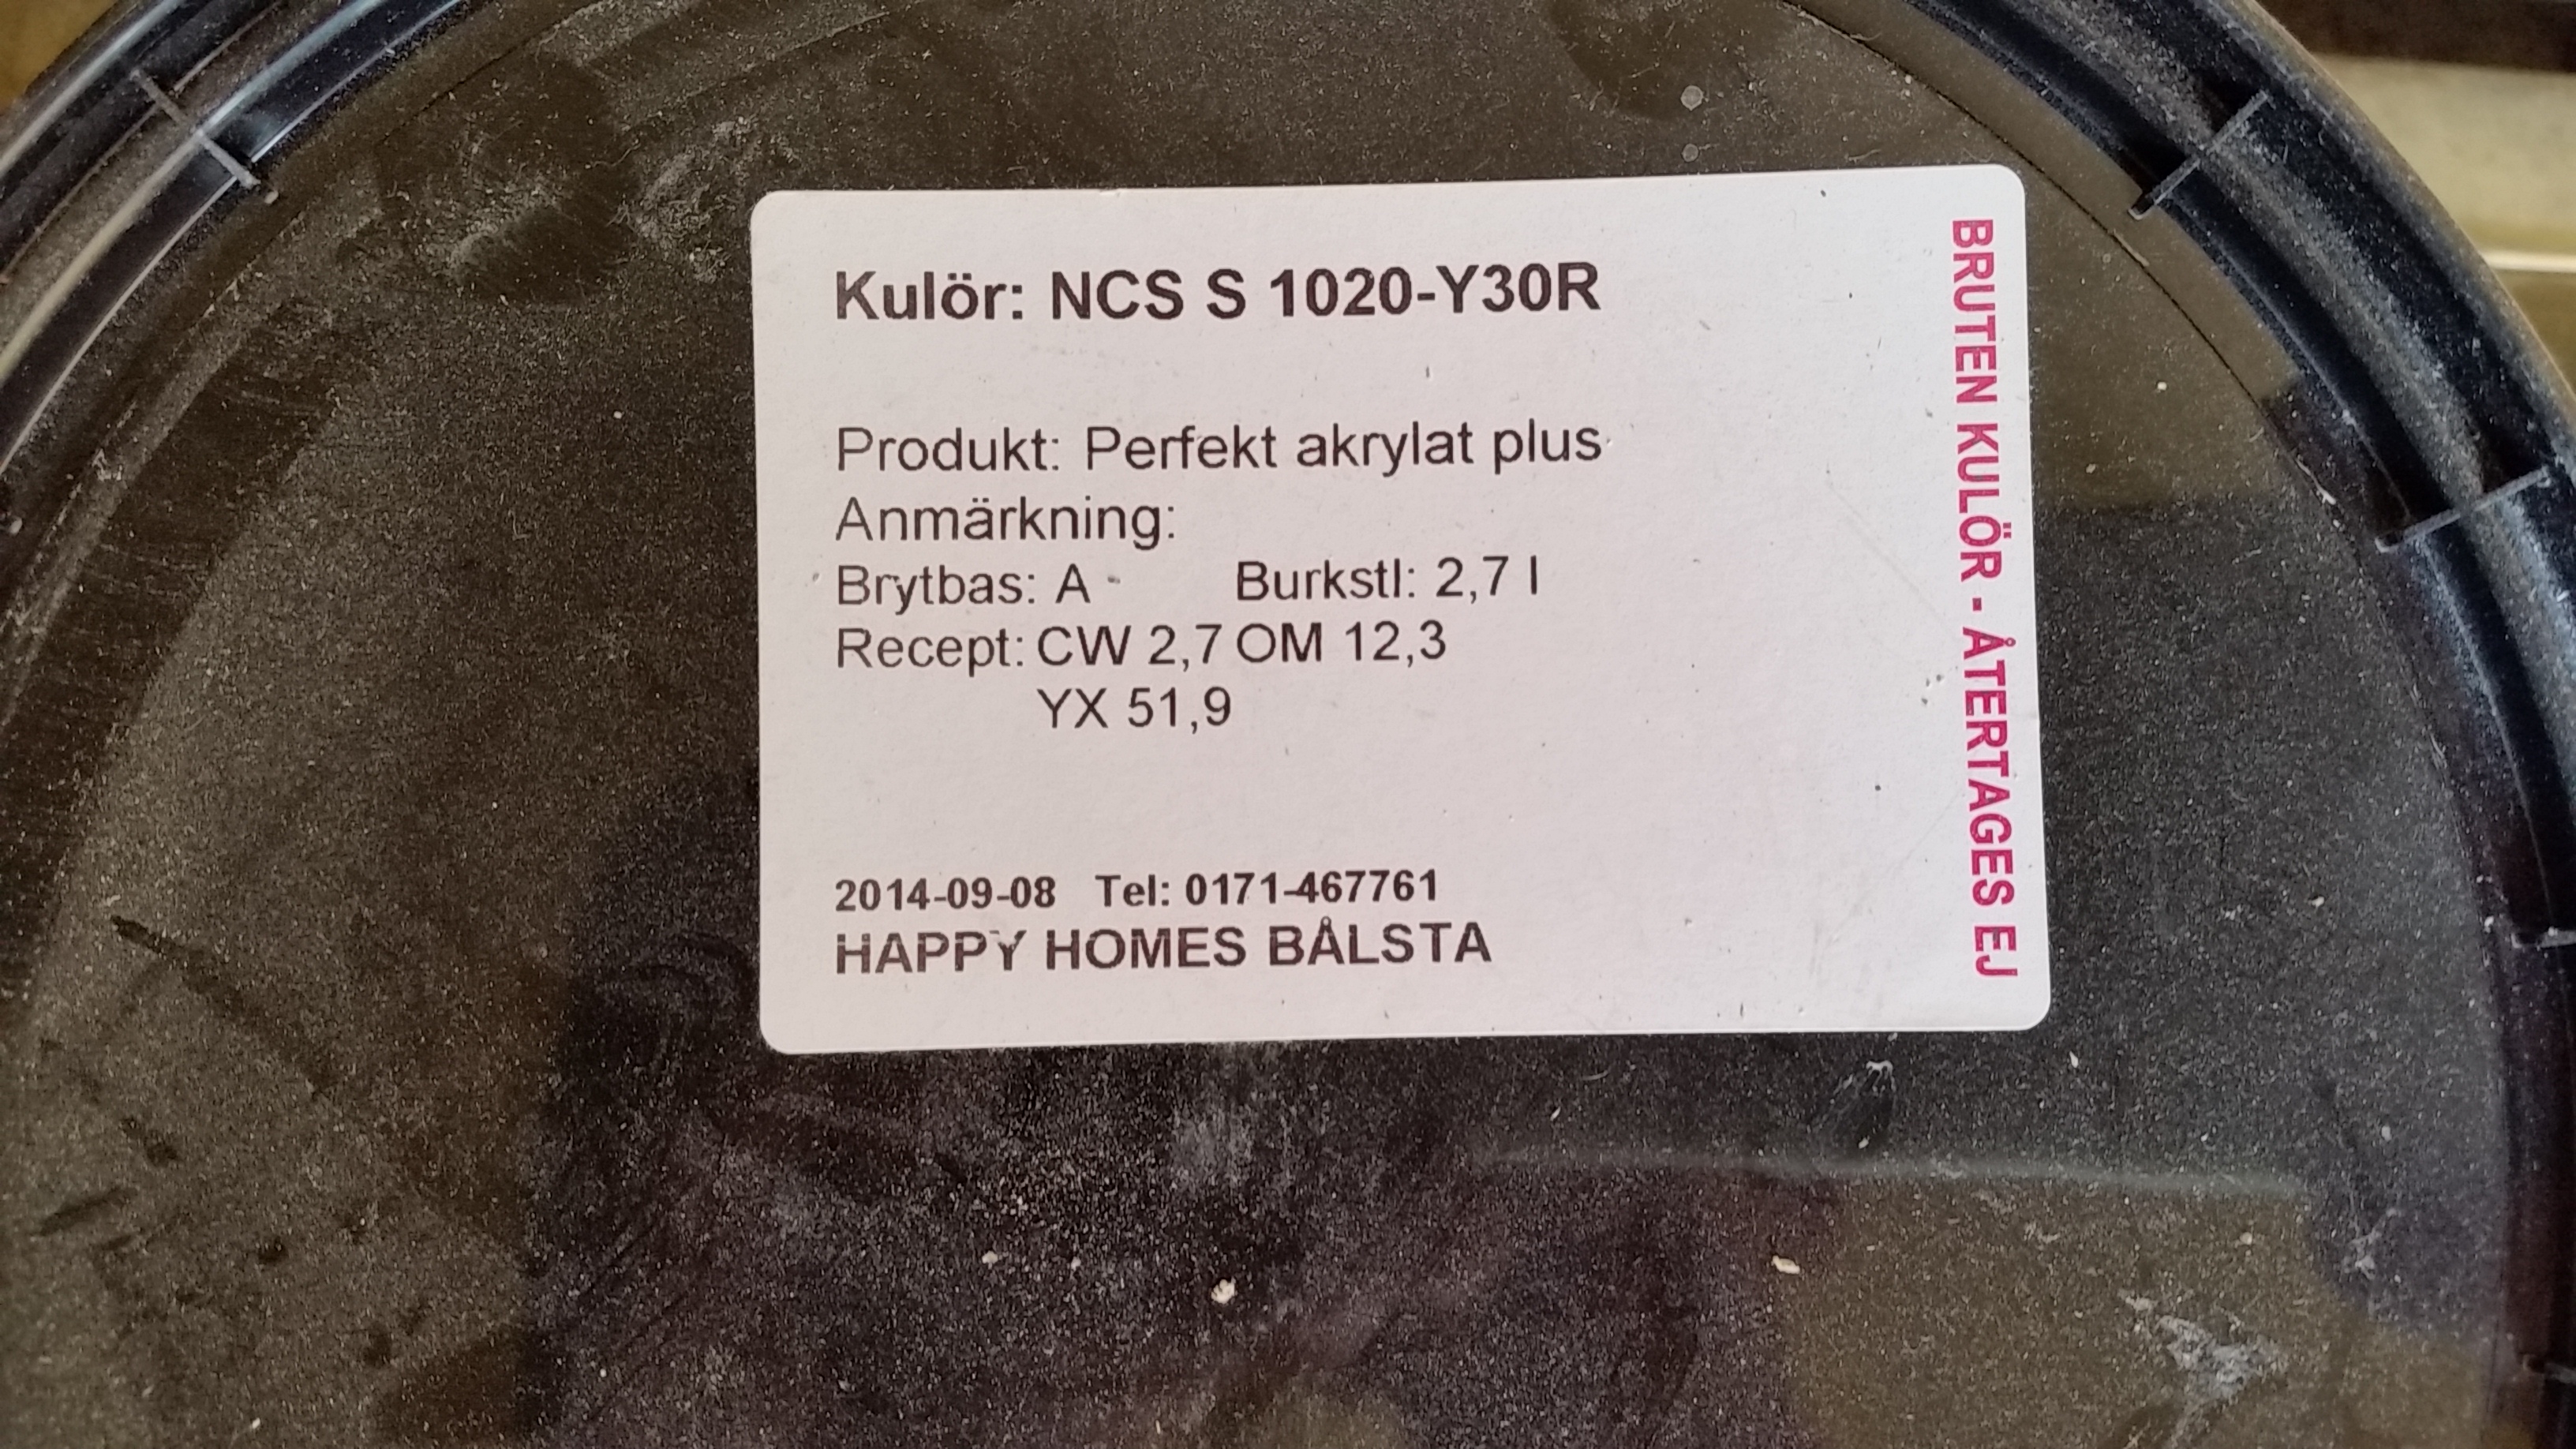 Kulör: NCS S 1020-Y30R
Produkt: Perfekt akrylat plus
Anmärkning:
Brytbas: A Burkstl: 2,7 l
Recept: CW 2,7 OM 12,3
YX 51,9
2014-09-08 Tel: 0171-467761
HAPPY HOMES BÅLSTA
BRUTEN KULÖR - ÅTERTAGES EJ